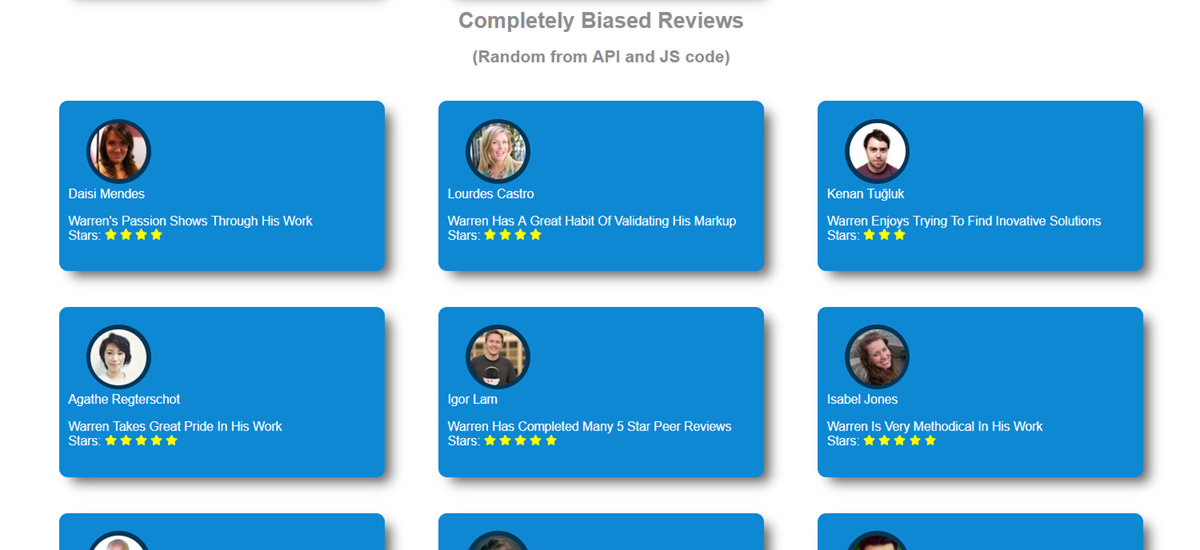 Completely Biased Reviews
(Random from API and JS code)
Daisi Mendes
Warren's Passion Shows Through His Work
Stars: ★ ★ ★ ★
Lourdes Castro
Warren Has A Great Habit Of Validating His Markup
Stars: ★ ★ ★ ★
Kenan Tuğluk
Warren Enjoys Trying To Find Inovative Solutions
Stars: ★ ★ ★
Agathe Regterschot
Warren Takes Great Pride In His Work
Stars: ★ ★ ★ ★ ★
Igor Lam
Warren Has Completed Many 5 Star Peer Reviews
Stars: ★ ★ ★ ★ ★
Isabel Jones
Warren Is Very Methodical In His Work
Stars: ★ ★ ★ ★ ★